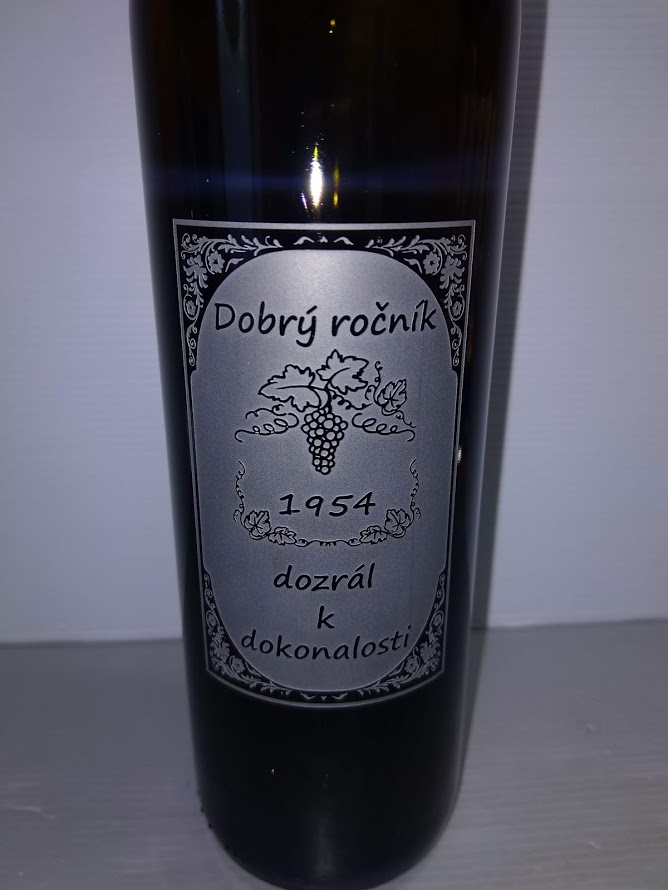 Dobrý ročník
1954
dozrál
k
dokonalosti